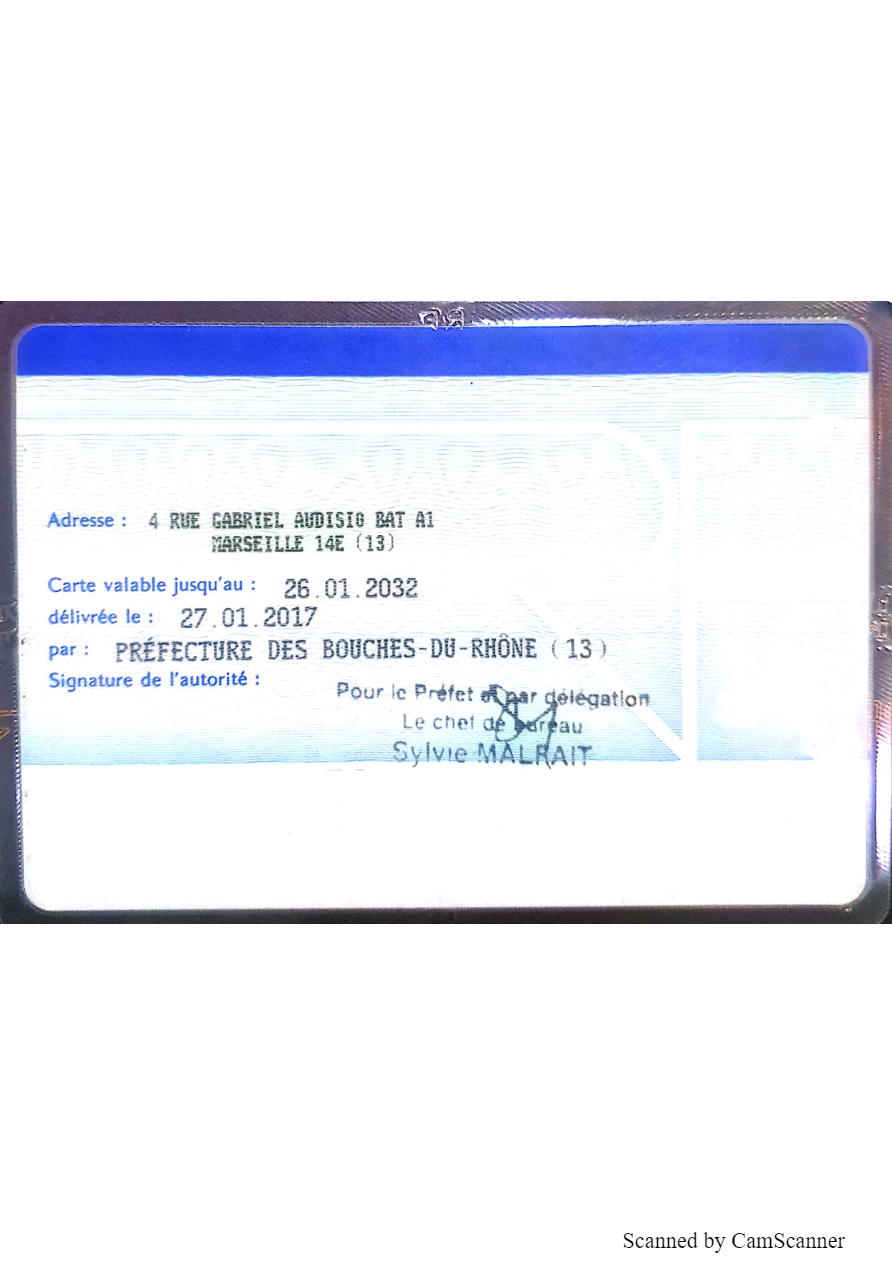 Adresse : 4 RUE GABRIEL AUDISIO BAT A1
MARSEILLE 14E (13)
Carte valable jusqu'au : 26.01.2032
délivrée le : 27.01.2017
par : PRÉFECTURE DES BOUCHES-DU-RHÔNE (13)
Signature de l'autorité :
Pour le Préfet et par délégation
Le chef de bureau
Sylvie MALRAIT
Scanned by CamScanner